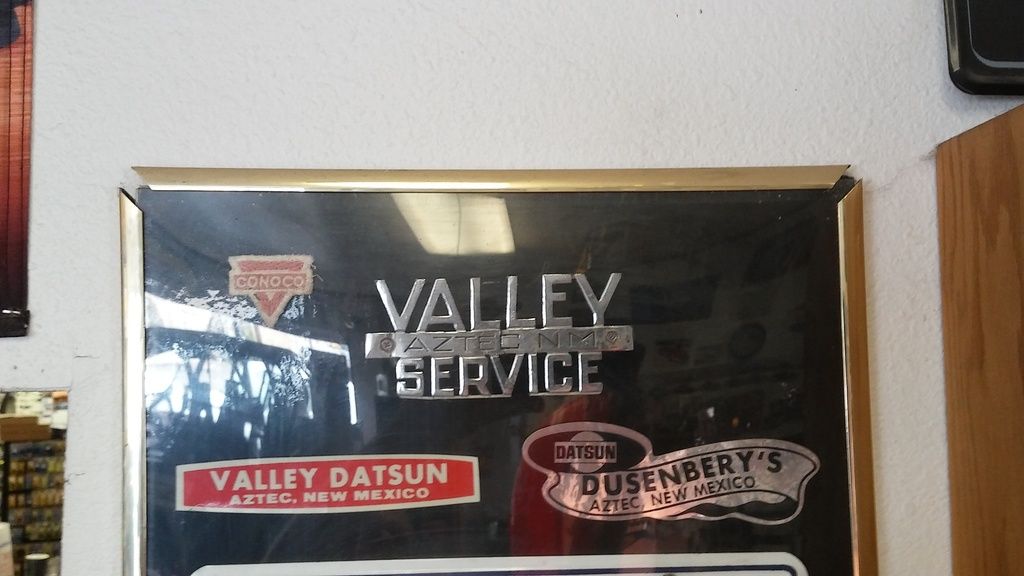 CONOCO
VALLEY
AZTEC N.M.
SERVICE
VALLEY DATSUN
AZTEC, NEW MEXICO
DATSUN
DUSENBERY'S
AZTEC, NEW MEXICO